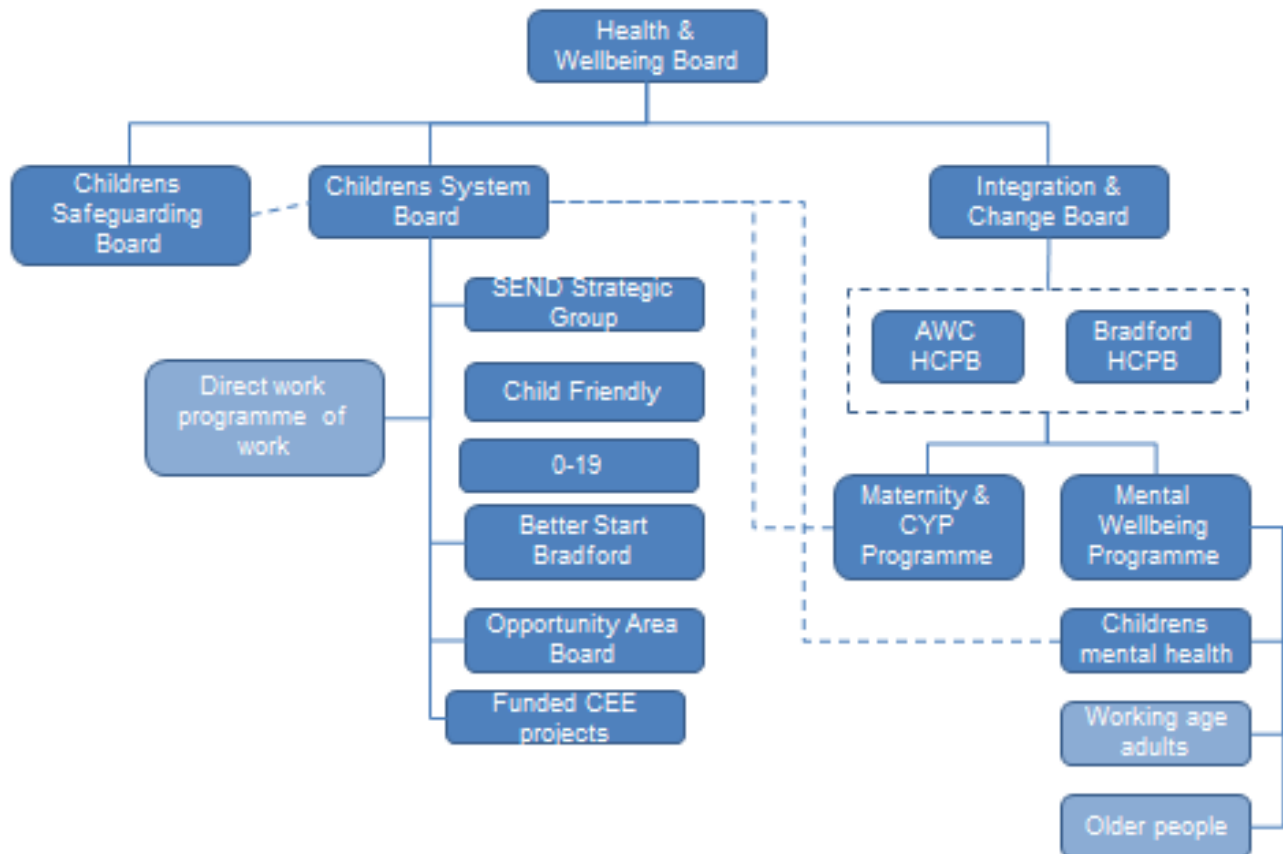 Health &
Wellbeing Board
Childrens
Safeguarding
Board
Childrens System
Board
Integration &
Change Board
SEND Strategic
Group
AWC
HCPB
Bradford
HCPB
Direct work
programme of
work
Child Friendly
0-19
Better Start
Bradford
Maternity &
CYP
Programme
Mental
Wellbeing
Programme
Opportunity Area
Board
Childrens
mental health
Funded CEE
projects
Working age
adults
Older people